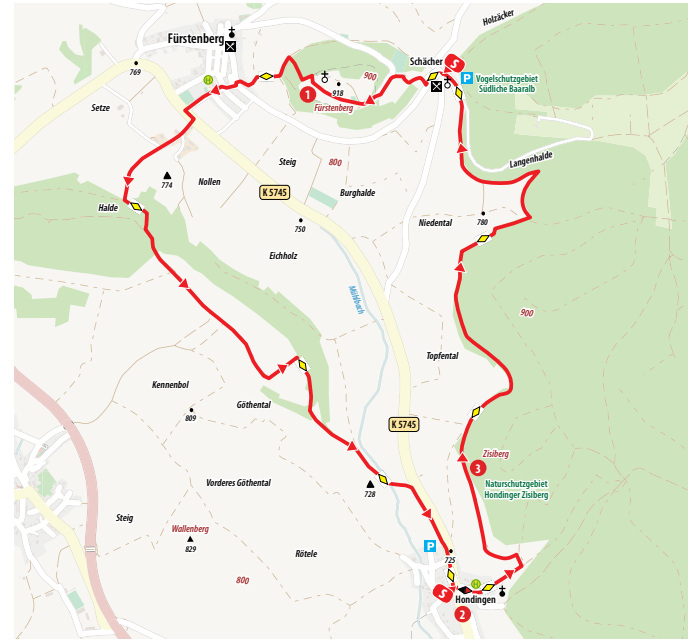 Holzäcker
Fürstenberg
Schächer
S
P
769
H
900
918
Vogelschutzgebiet
Südliche Baaralb
1
Fürstenberg
Setze
Steig
800
Langenhalde
774
Nollen
K 5745
Burghalde
Halde
750
Niedental
780
Eichholz
Mühlbach
900
Topfental
Kennenbol
Göthental
809
K 5745
Zisiberg
3
Vorderes Göthental
728
Naturschutzgebiet
Hondinger Zisiberg
Steig
Wallenberg
829
Rötele
P
725
800
H
S
Hondingen
2